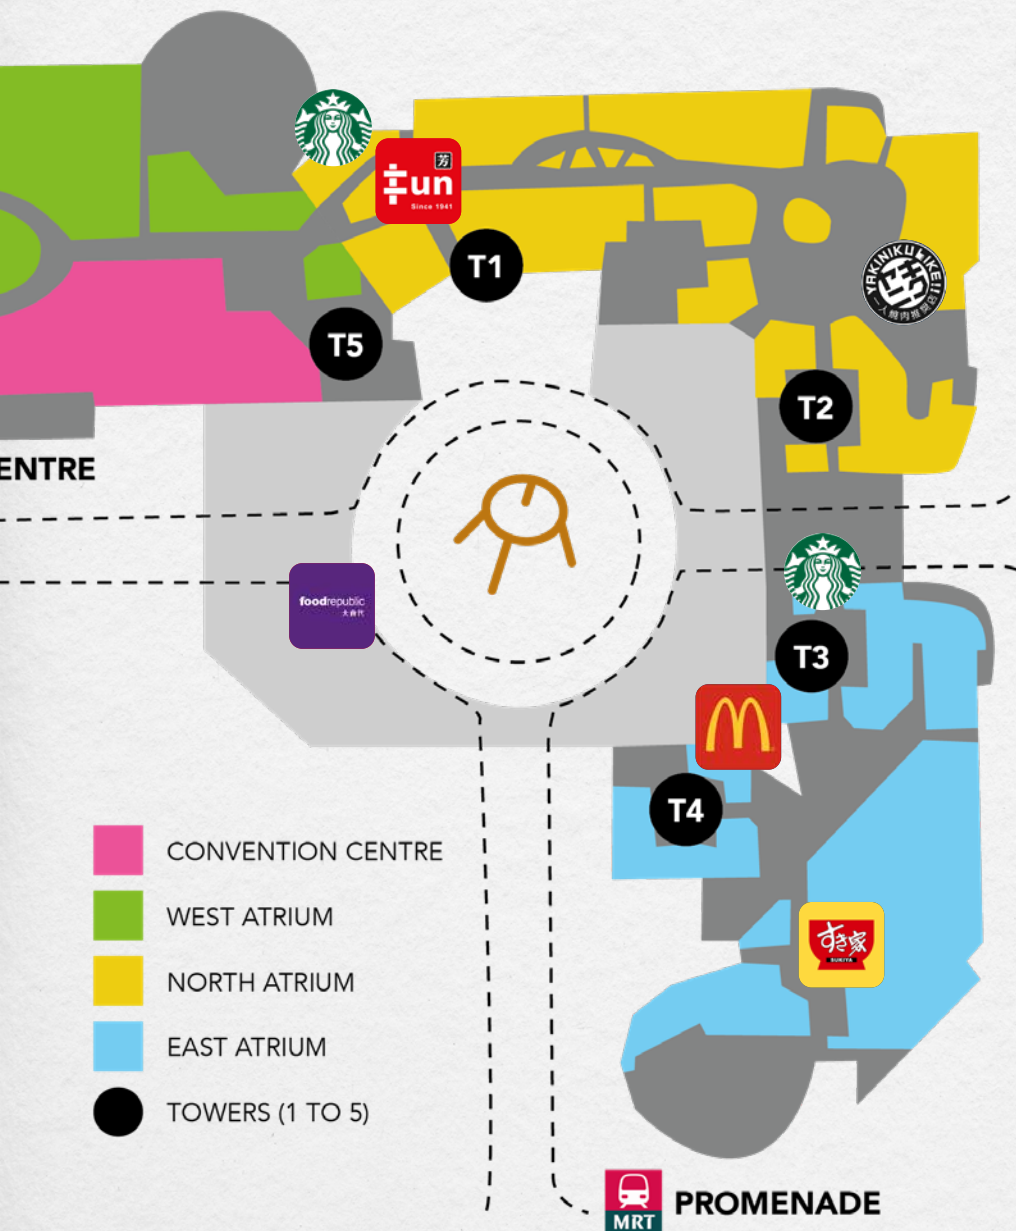 芳
un
Since 1941
T1
YAKINIKU LIKE!!
T5
T2
ENTRE
foodrepublic
大食代
T3
T4
CONVENTION CENTRE
WEST ATRIUM
すき家
SUKIYA
NORTH ATRIUM
EAST ATRIUM
TOWERS (1 TO 5)
MRT
PROMENADE